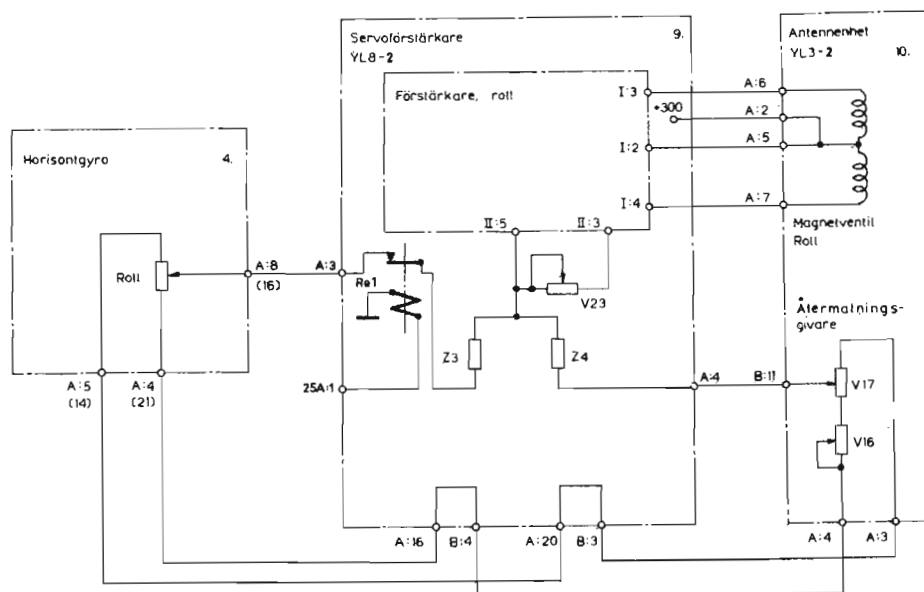 Servoförstärkare 9.
YL8-2
Förstärkare, roll
I:3
+300
I:2
I:4
II:5 II:3
A:3
Re1
V23
Z3
Z4
25A:1
A:4
A:16
B:4
A:20
B:3
Horisontgyro 4.
Roll
A:8
(16)
A:5
(14)
A:4
(21)
Antennenhet
YL3-2 10.
A:6
A:2
A:5
A:7
Magnetventil
Roll
Återmatnings-
givare
B:11
V17
V16
A:4
A:3